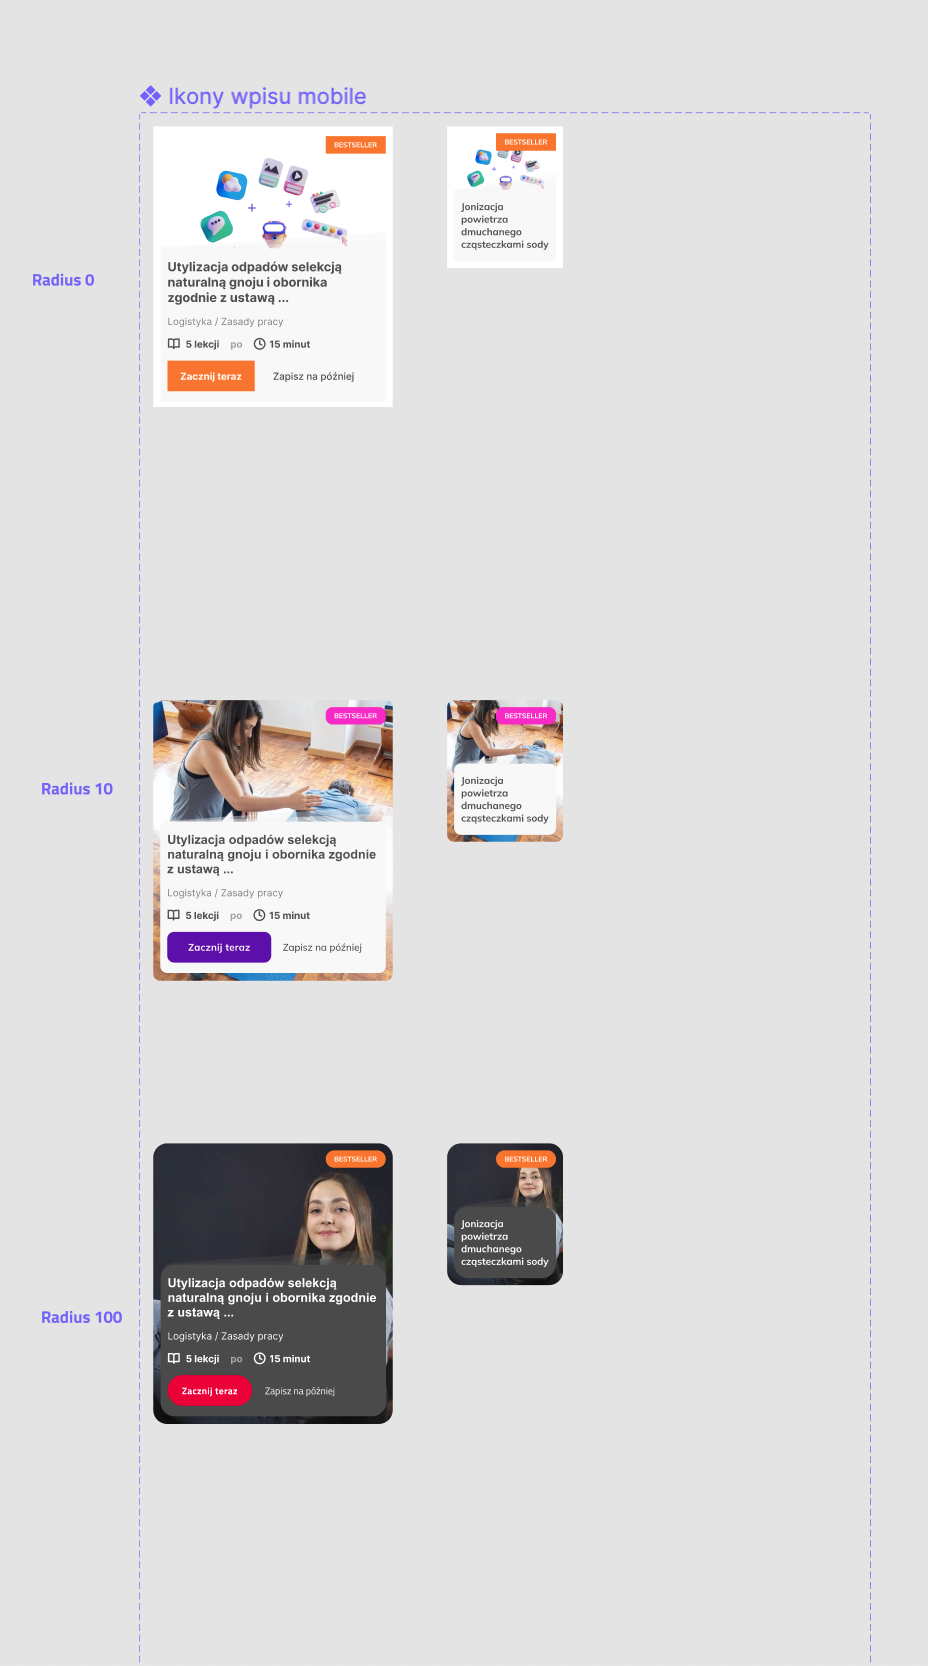 Ikony wpisu mobile
Radius 0
BESTSELLER
Utylizacja odpadów selekcją
naturalną gnoju i obornika
zgodnie z ustawą ...
Logistyka / Zasady pracy
5 lekcji po 15 minut
Zacznij teraz Zapisz na później
BESTSELLER
Jonizacja
powietrza
dmuchanego
cząsteczkami sody
Radius 10
BESTSELLER
Utylizacja odpadów selekcją
naturalną gnoju i obornika zgodnie
z ustawą ...
Logistyka / Zasady pracy
5 lekcji po 15 minut
Zacznij teraz Zapisz na później
BESTSELLER
Jonizacja
powietrza
dmuchanego
cząsteczkami sody
Radius 100
BESTSELLER
Utylizacja odpadów selekcją
naturalną gnoju i obornika zgodnie
z ustawą ...
Logistyka / Zasady pracy
5 lekcji po 15 minut
Zacznij teraz Zapisz na później
BESTSELLER
Jonizacja
powietrza
dmuchanego
cząsteczkami sody